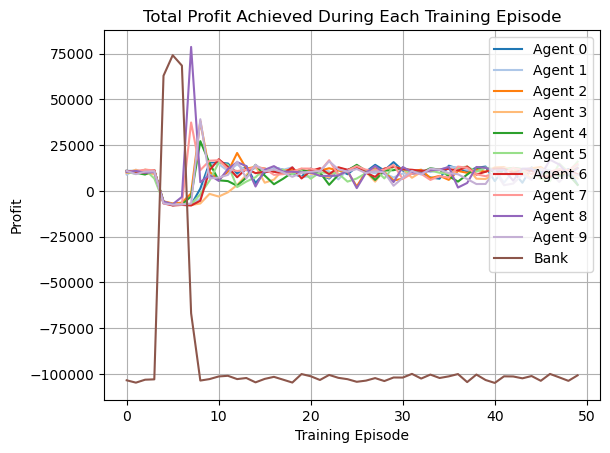 Total Profit Achieved During Each Training Episode
Profit
75000
50000
25000
0
−25000
−50000
−75000
−100000
0
10
20
30
40
50
Training Episode
Agent 0
Agent 1
Agent 2
Agent 3
Agent 4
Agent 5
Agent 6
Agent 7
Agent 8
Agent 9
Bank